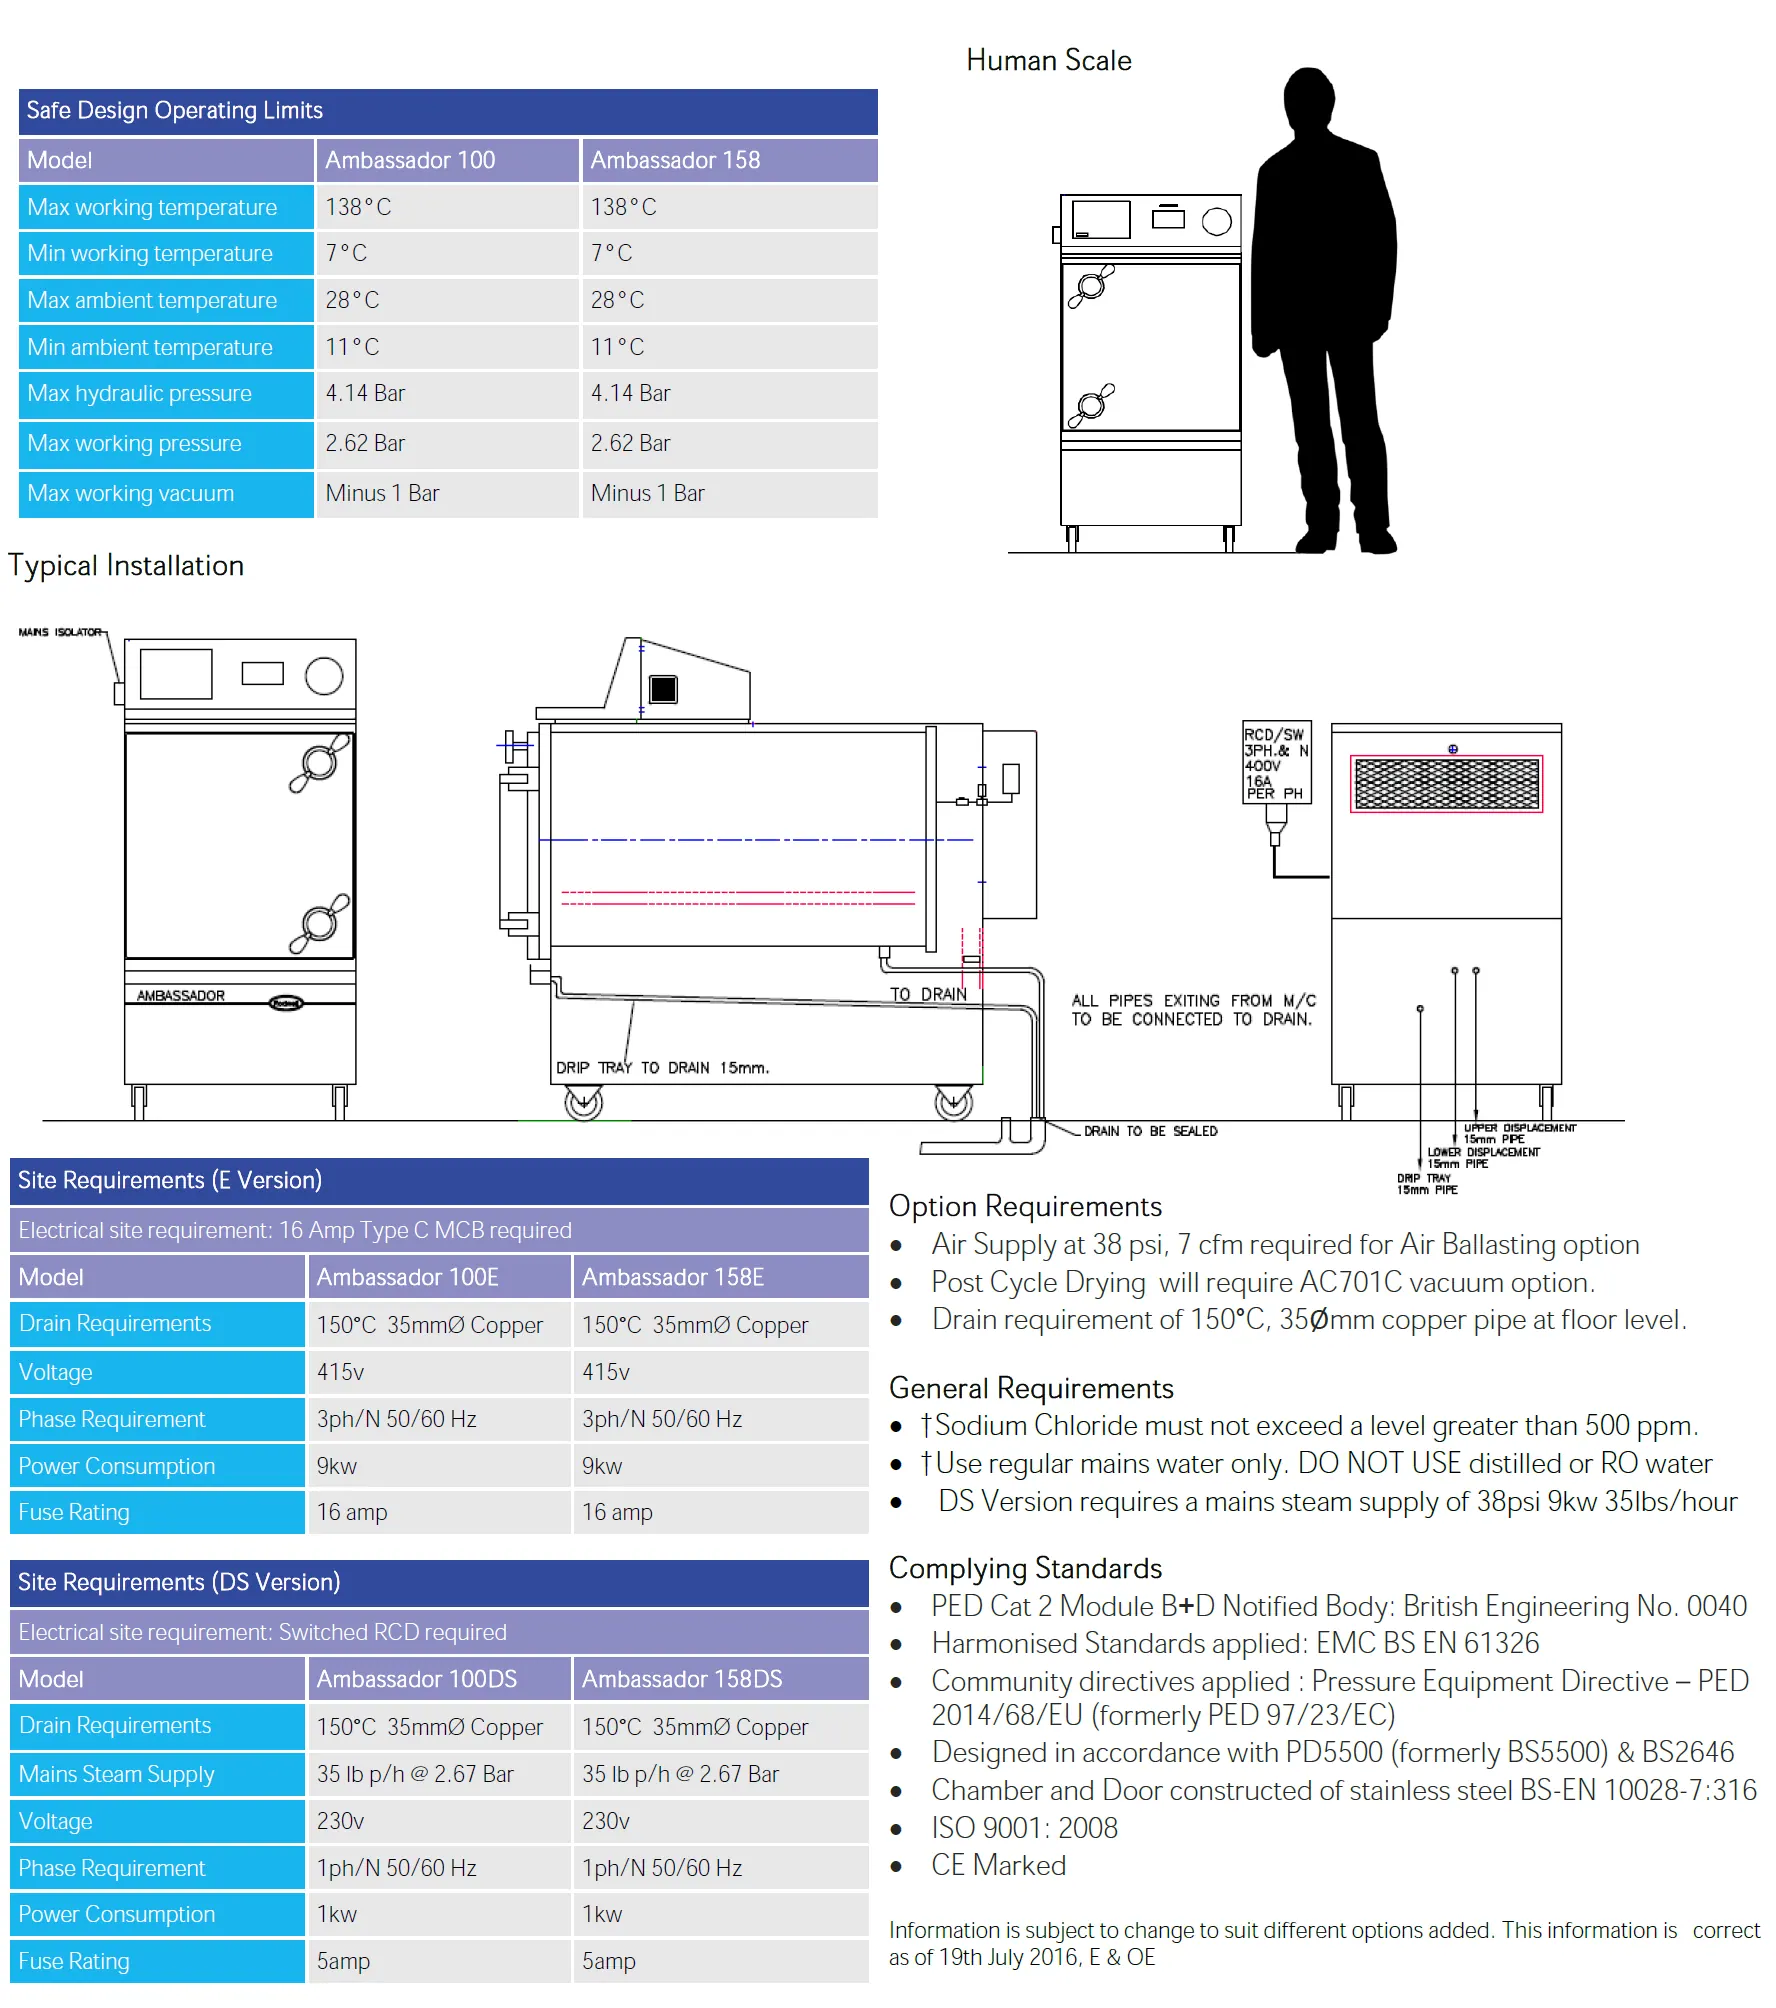 Human Scale
Safe Design Operating Limits
Model Ambassador 100 Ambassador 158
Max working temperature 138°C 138°C
Min working temperature 7°C 7°C
Max ambient temperature 28°C 28°C
Min ambient temperature 11°C 11°C
Max hydraulic pressure 4.14 Bar 4.14 Bar
Max working pressure 2.62 Bar 2.62 Bar
Max working vacuum Minus 1 Bar Minus 1 Bar
Typical Installation
MAINS ISOLATOR
AMBASSADOR
TO DRAIN
DRIP TRAY TO DRAIN 15mm.
DRAIN TO BE SEALED
ALL PIPES EXITING FROM M/C
TO BE CONNECTED TO DRAIN.
RCD/SW
3PH.& N
400V
16A
PER PH
UPPER DISPLACEMENT
15mm PIPE
LOWER DISPLACEMENT
15mm PIPE
DRIP TRAY
15mm PIPE
Site Requirements (E Version)
Electrical site requirement: 16 Amp Type C MCB required
Model Ambassador 100E Ambassador 158E
Drain Requirements 150°C 35mmØ Copper 150°C 35mmØ Copper
Voltage 415v 415v
Phase Requirement 3ph/N 50/60 Hz 3ph/N 50/60 Hz
Power Consumption 9kw 9kw
Fuse Rating 16 amp 16 amp
Site Requirements (DS Version)
Electrical site requirement: Switched RCD required
Model Ambassador 100DS Ambassador 158DS
Drain Requirements 150°C 35mmØ Copper 150°C 35mmØ Copper
Mains Steam Supply 35 lb p/h @ 2.67 Bar 35 lb p/h @ 2.67 Bar
Voltage 230v 230v
Phase Requirement 1ph/N 50/60 Hz 1ph/N 50/60 Hz
Power Consumption 1kw 1kw
Fuse Rating 5amp 5amp
Option Requirements
• Air Supply at 38 psi, 7 cfm required for Air Ballasting option
• Post Cycle Drying will require AC701C vacuum option.
• Drain requirement of 150°C, 35Ømm copper pipe at floor level.
General Requirements
• †Sodium Chloride must not exceed a level greater than 500 ppm.
• †Use regular mains water only. DO NOT USE distilled or RO water
• DS Version requires a mains steam supply of 38psi 9kw 35lbs/hour
Complying Standards
• PED Cat 2 Module B+D Notified Body: British Engineering No. 0040
• Harmonised Standards applied: EMC BS EN 61326
• Community directives applied : Pressure Equipment Directive – PED
2014/68/EU (formerly PED 97/23/EC)
• Designed in accordance with PD5500 (formerly BS5500) & BS2646
• Chamber and Door constructed of stainless steel BS-EN 10028-7:316
• ISO 9001: 2008
• CE Marked
Information is subject to change to suit different options added. This information is correct
as of 19th July 2016, E & OE